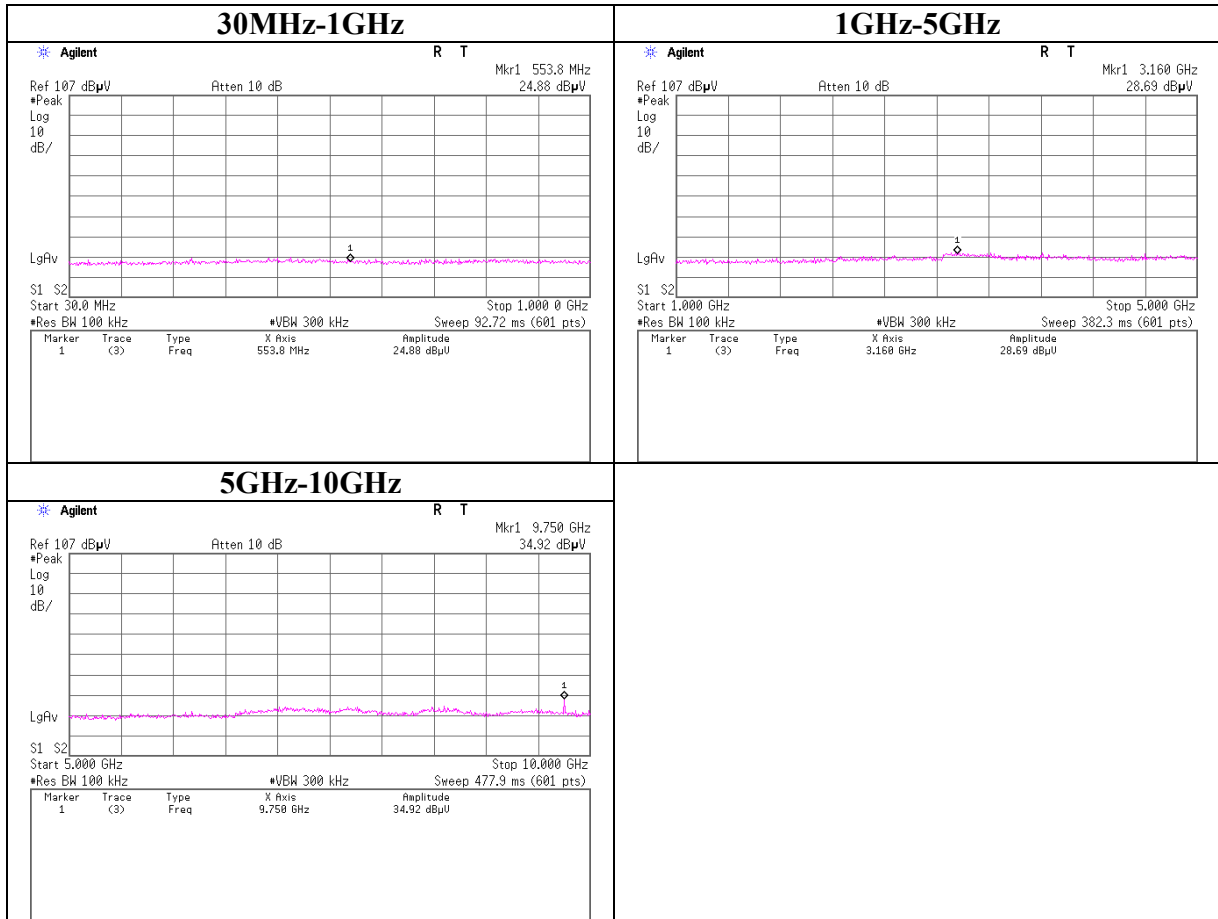 30MHz-1GHz
Agilent R T
Mkr1 553.8 MHz
Ref 107 dBµV Atten 10 dB 24.88 dBµV
#Peak
Log
10
dB/
1
LgAv
S1 S2
Start 30.0 MHz Stop 1.000 0 GHz
#Res BW 100 kHz #VBW 300 kHz Sweep 92.72 ms (601 pts)
Marker Trace Type X Axis Amplitude
1 (3) Freq 553.8 MHz 24.88 dBµV
1GHz-5GHz
Agilent R T
Mkr1 3.160 GHz
Ref 107 dBµV Atten 10 dB 28.69 dBµV
#Peak
Log
10
dB/
1
LgAv
S1 S2
Start 1.000 GHz Stop 5.000 GHz
#Res BW 100 kHz #VBW 300 kHz Sweep 382.3 ms (601 pts)
Marker Trace Type X Axis Amplitude
1 (3) Freq 3.160 GHz 28.69 dBµV
5GHz-10GHz
Agilent R T
Mkr1 9.750 GHz
Ref 107 dBµV Atten 10 dB 34.92 dBµV
#Peak
Log
10
dB/
1
LgAv
S1 S2
Start 5.000 GHz Stop 10.000 GHz
#Res BW 100 kHz #VBW 300 kHz Sweep 477.9 ms (601 pts)
Marker Trace Type X Axis Amplitude
1 (3) Freq 9.750 GHz 34.92 dBµV